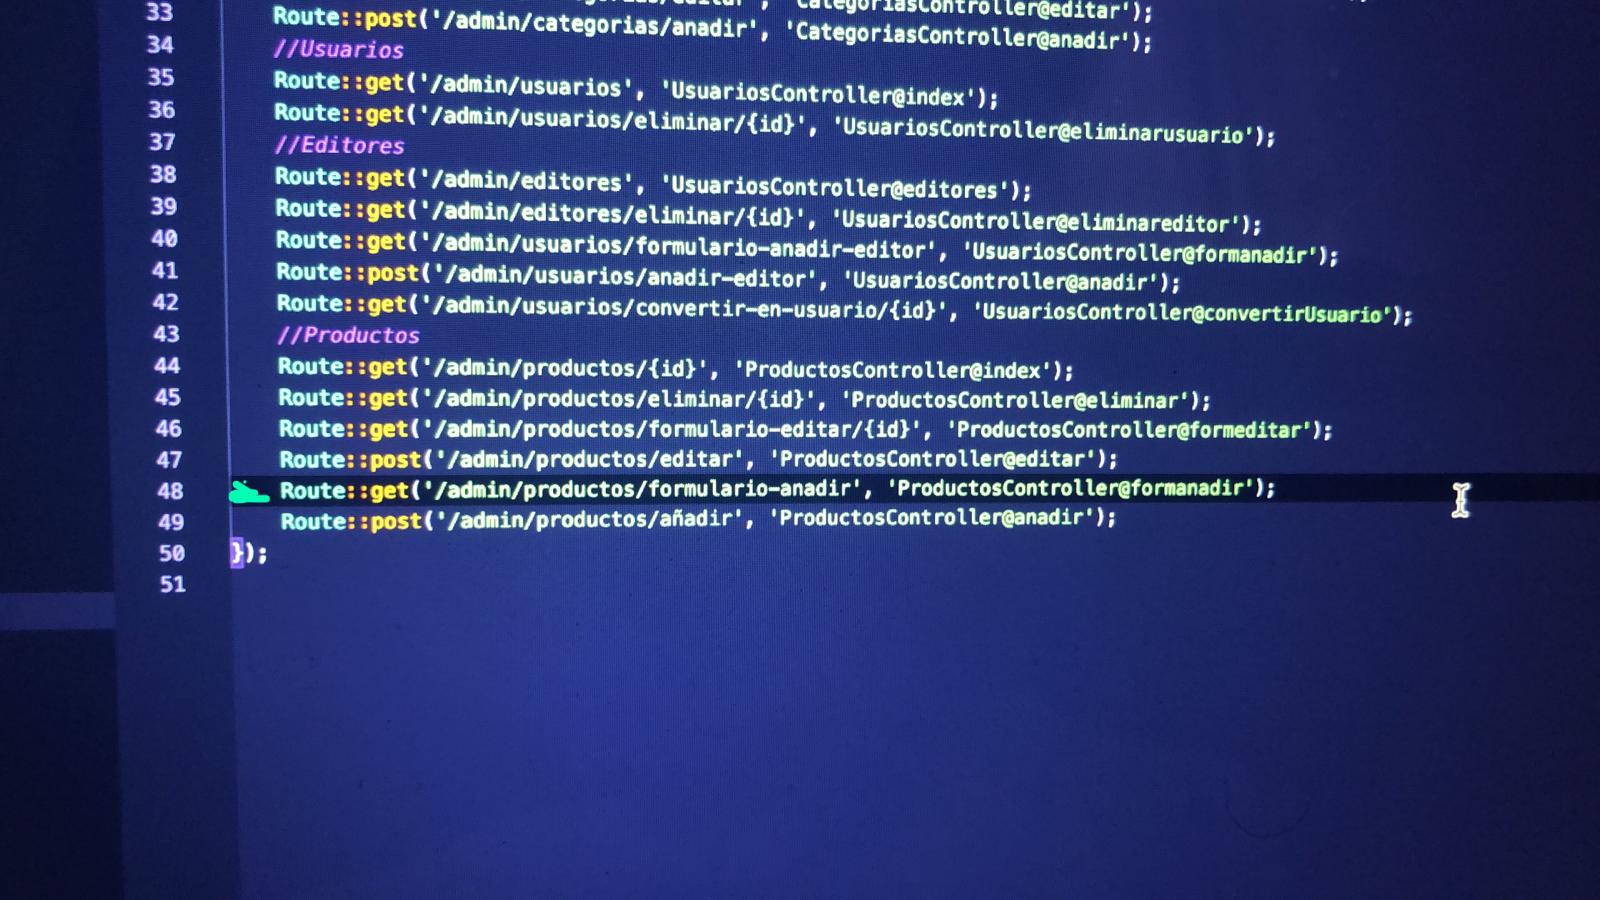 33 Route::post('/admin/categorias/anadir', 'CategoriasController@anadir');
34 //Usuarios
35 Route::get('/admin/usuarios', 'UsuariosController@index');
36 Route::get('/admin/usuarios/eliminar/{id}', 'UsuariosController@eliminarusuario');
37 //Editores
38 Route::get('/admin/editores', 'UsuariosController@editores');
39 Route::get('/admin/editores/eliminar/{id}', 'UsuariosController@eliminareditor');
40 Route::get('/admin/usuarios/formulario-anadir-editor', 'UsuariosController@formanadir');
41 Route::post('/admin/usuarios/anadir-editor', 'UsuariosController@anadir');
42 Route::get('/admin/usuarios/convertir-en-usuario/{id}', 'UsuariosController@convertirUsuario');
43 //Productos
44 Route::get('/admin/productos/{id}', 'ProductosController@index');
45 Route::get('/admin/productos/eliminar/{id}', 'ProductosController@eliminar');
46 Route::get('/admin/productos/formulario-editar/{id}', 'ProductosController@formeditar');
47 Route::post('/admin/productos/editar', 'ProductosController@editar');
48 Route::get('/admin/productos/formulario-anadir', 'ProductosController@formanadir');
49 Route::post('/admin/productos/añadir', 'ProductosController@anadir');
50 });
51